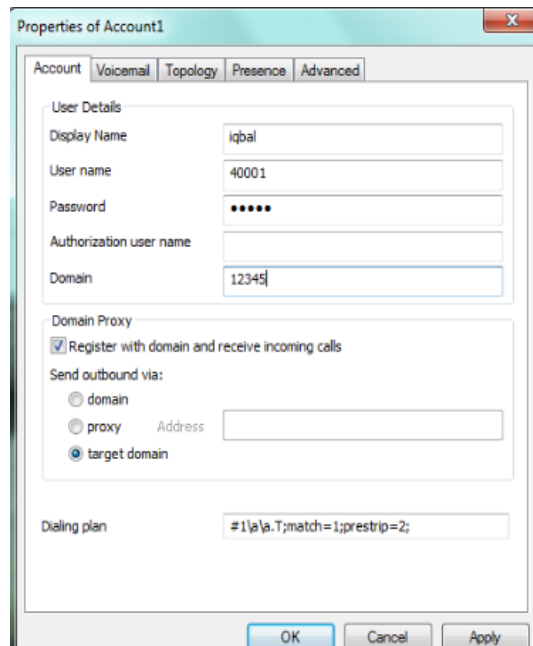 Properties of Account1
Account Voicemail Topology Presence Advanced
User Details
Display Name iqbal
User name 40001
Password •••••
Authorization user name
Domain 12345
Domain Proxy
Register with domain and receive incoming calls
Send outbound via:
domain
proxy Address
target domain
Dialing plan #1\a\a.T;match=1;prestrip=2;
OK Cancel Apply